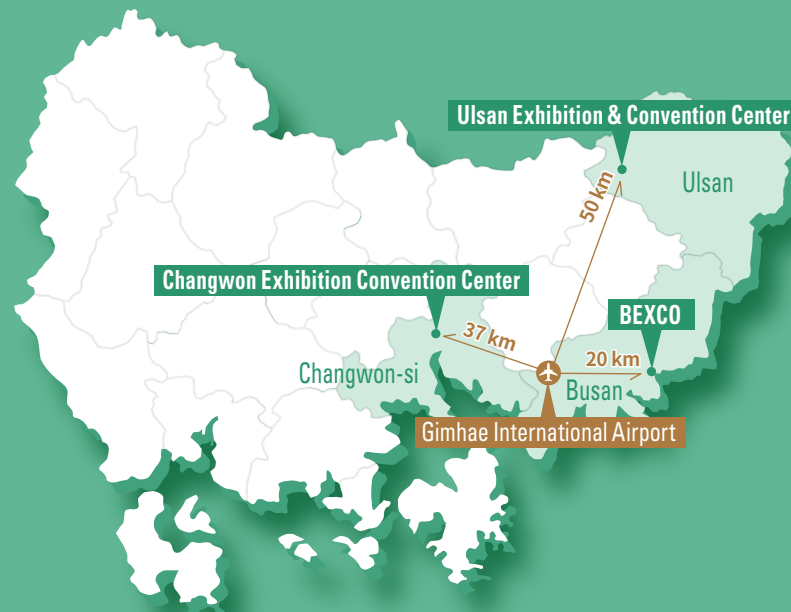 Ulsan Exhibition & Convention Center
Ulsan
50 km
Changwon Exhibition Convention Center
BEXCO
37 km
20 km
Changwon-si
Busan
Gimhae International Airport